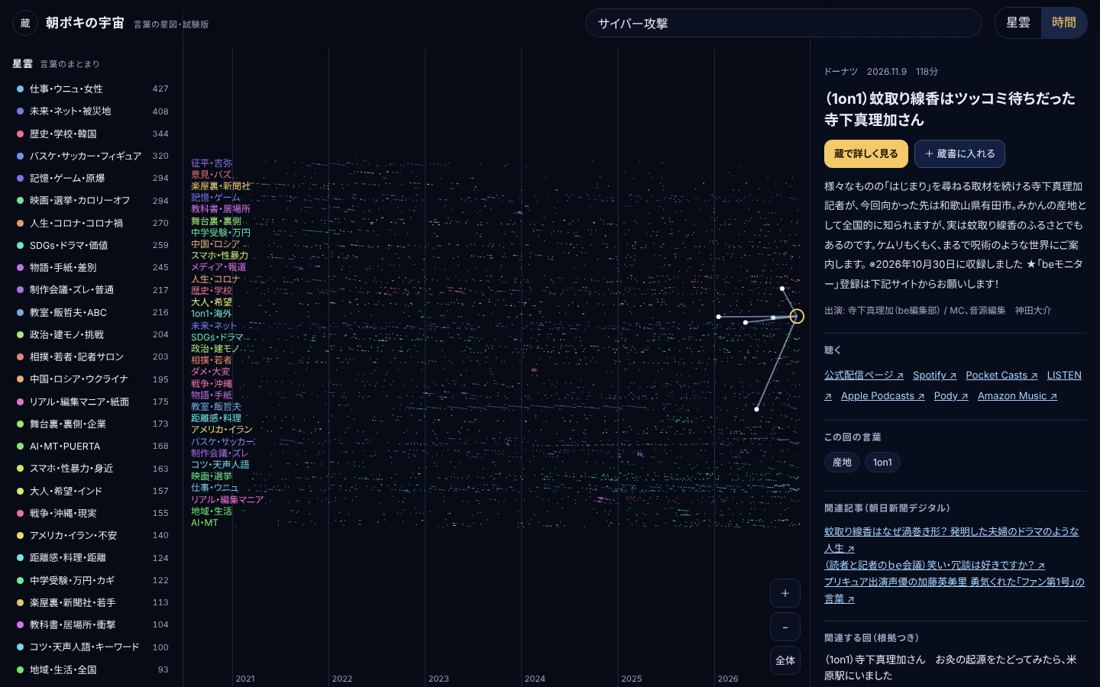 蔵 朝ポキの宇宙 言葉の星図・試験版
サイバー攻撃
星雲 時間
星雲 言葉のまとまり
仕事・ウニュ・女性 427
未来・ネット・被災地 408
歴史・学校・韓国 344
バスケ・サッカー・フィギュア 320
記憶・ゲーム・原爆 294
映画・選挙・カロリーオフ 294
人生・コロナ・コロナ禍 270
SDGs・ドラマ・価値 259
物語・手紙・差別 245
制作会議・ズレ・普通 217
教室・飯哲夫・ABC 216
政治・建モノ・挑戦 204
相撲・若者・記者サロン 203
中国・ロシア・ウクライナ 195
リアル・編集マニア・紙面 175
舞台裏・裏側・企業 173
AI・MT・PUERTA 168
スマホ・性暴力・身近 163
大人・希望・インド 157
戦争・沖縄・現実 155
アメリカ・イラン・不安 140
距離感・料理・距離 124
中学受験・万円・カギ 122
楽屋裏・新聞社・若手 113
教科書・居場所・衝撃 104
コツ・天声人語・キーワード 100
地域・生活・全国 93
征平・吉弥
意見・バズ
楽屋裏・新聞社
記憶・ゲーム
教科書・居場所
舞台裏・裏側
中学受験・万円
中国・ロシア
スマホ・性暴力
メディア・報道
人生・コロナ
歴史・学校
大人・希望
1on1・海外
未来・ネット
SDGs・ドラマ
政治・建モノ
相撲・若者
ダメ・大変
戦争・沖縄
物語・手紙
教室・飯哲夫
距離感・料理
アメリカ・イラン
バスケ・サッカー
制作会議・ズレ
コツ・天声人語
映画・選挙
仕事・ウニュ
リアル・編集マニア
地域・生活
AI・MT
2021 2022 2023 2024 2025 2026
＋
−
全体
ドーナツ 2026.11.9 118分
（1on1）蚊取り線香はツッコミ待ちだった
寺下真理加さん
蔵で詳しく見る ＋ 蔵書に入れる
様々なものの「はじまり」を尋ねる取材を続ける寺下真理加
記者が、今回向かった先は和歌山県有田市。みかんの産地と
して全国的に知られますが、実は蚊取り線香のふるさとでも
あるのです。ケムリもくもく、まるで呪術のような世界にご案
内します。 ※2026年10月30日に収録しました ★「beモニタ
ー」登録は下記サイトからお願いします！
出演: 寺下真理加（be編集部） / MC、音源編集 神田大介
聴く
公式配信ページ ↗ Spotify ↗ Pocket Casts ↗ LISTEN
↗ Apple Podcasts ↗ Pody ↗ Amazon Music ↗
この回の言葉
産地 1on1
関連記事（朝日新聞デジタル）
蚊取り線香はなぜ渦巻き形？ 発明した夫婦のドラマのような
人生 ↗
（読者と記者のｂｅ会議）笑い・冗談は好きですか？ ↗
プリキュア出演声優の加藤英美里 勇気くれた「ファン第1号」の
言葉 ↗
関連する回（根拠つき）
（1on1）寺下真理加さん お灸の起源をたどってみたら、米
原駅にいました